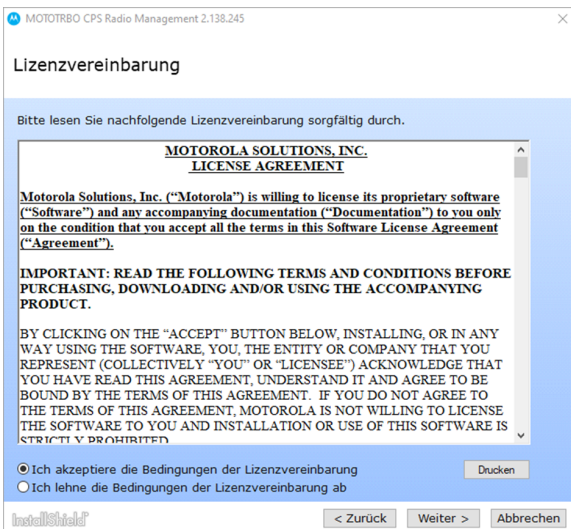 MOTOTRBO CPS Radio Management 2.138.245
Lizenzvereinbarung
Bitte lesen Sie nachfolgende Lizenzvereinbarung sorgfältig durch.
MOTOROLA SOLUTIONS, INC.
LICENSE AGREEMENT
Motorola Solutions, Inc. (“Motorola”) is willing to license its proprietary software
(“Software”) and any accompanying documentation (“Documentation”) to you only
on the condition that you accept all the terms in this Software License Agreement
(“Agreement”).
IMPORTANT: READ THE FOLLOWING TERMS AND CONDITIONS BEFORE
PURCHASING, DOWNLOADING AND/OR USING THE ACCOMPANYING
PRODUCT.
BY CLICKING ON THE “ACCEPT” BUTTON BELOW, INSTALLING, OR IN ANY
WAY USING THE SOFTWARE, YOU, THE ENTITY OR COMPANY THAT YOU
REPRESENT (COLLECTIVELY “YOU” OR “LICENSEE”) ACKNOWLEDGE THAT
YOU HAVE READ THIS AGREEMENT, UNDERSTAND IT AND AGREE TO BE
BOUND BY THE TERMS OF THIS AGREEMENT. IF YOU DO NOT AGREE TO
THE TERMS OF THIS AGREEMENT, MOTOROLA IS NOT WILLING TO LICENSE
THE SOFTWARE TO YOU AND INSTALLATION OR USE OF THIS SOFTWARE IS
STRICTLY PROHIBITED.
Ich akzeptiere die Bedingungen der Lizenzvereinbarung
Drucken
Ich lehne die Bedingungen der Lizenzvereinbarung ab
InstallShield
< Zurück Weiter > Abbrechen